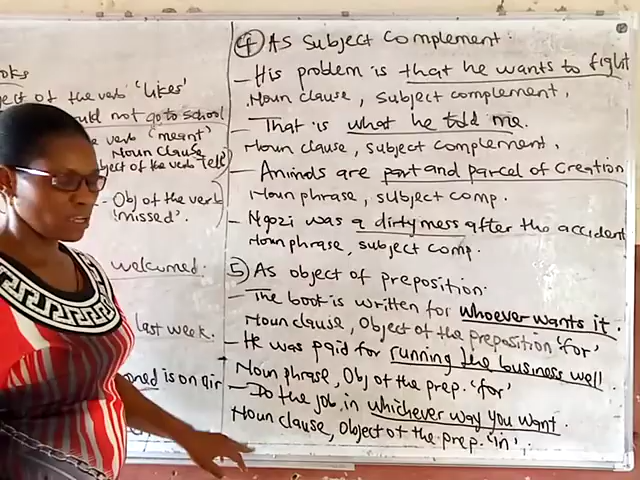 ooks
ject of the verb 'likes'
ould not go to school
e verb 'meant'
Noun Clause
bject of the verb Tell
- Obj of the verb
'missed'.
welcomed.
last week.
oned is on air
④ As Subject Complement:
- His problem is that he wants to fight
Noun clause, Subject complement.
- That is what he told me.
Noun clause, subject complement.
- Animals are part and parcel of Creation
Noun phrase, subject comp.
- Ngozi was a dirty mess after the accident
Noun phrase, subject comp.
⑤ As object of preposition.
- The book is written for whoever wants it.
Noun clause, Object of the preposition 'for'
- He was paid for running the business well.
Noun phrase, Obj of the prep. 'for'
- Do the job in whichever way you want.
Noun clause, Object of the prep. 'in',.